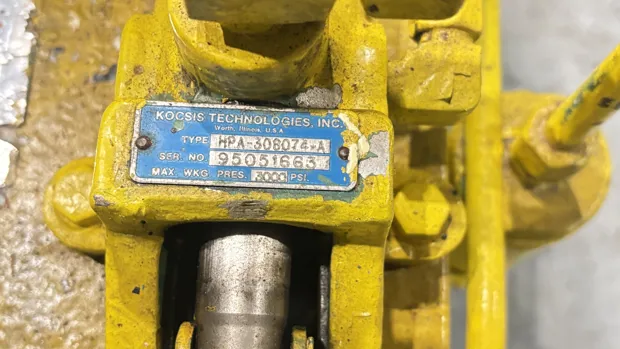 KOCSIS TECHNOLOGIES, INC.
Worth, Illinois, U.S.A
TYPE HPA-308074-A
SER. NO. 95051663
MAX. WKG. PRES. 3000 PSI.